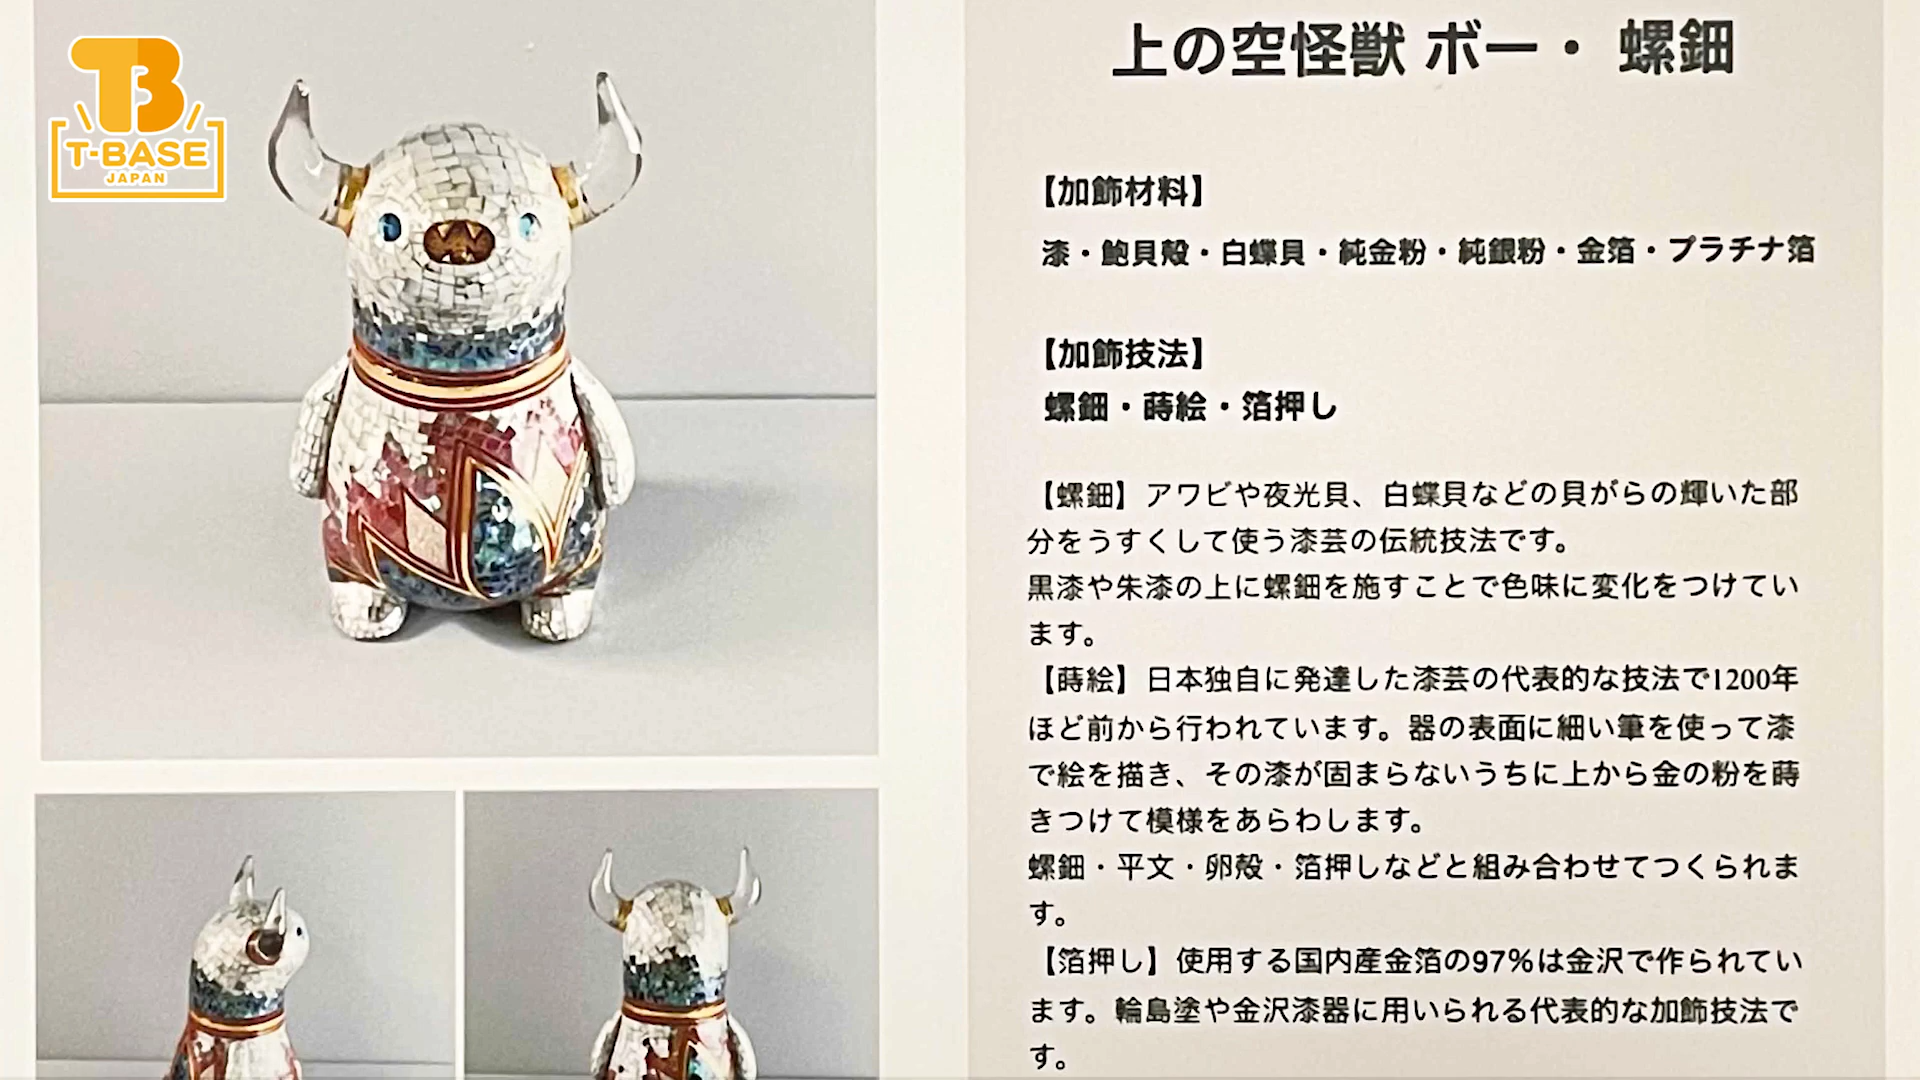 T-BASE
JAPAN
上の空怪獣 ボー・ 螺鈿
【加飾材料】
漆・鮑貝殻・白蝶貝・純金粉・純銀粉・金箔・プラチナ箔
【加飾技法】
螺鈿・蒔絵・箔押し
【螺鈿】アワビや夜光貝、白蝶貝などの貝がらの輝いた部
分をうすくして使う漆芸の伝統技法です。
黒漆や朱漆の上に螺鈿を施すことで色味に変化をつけてい
ます。
【蒔絵】日本独自に発達した漆芸の代表的な技法で1200年
ほど前から行われています。器の表面に細い筆を使って漆
で絵を描き、その漆が固まらないうちに上から金の粉を蒔
きつけて模様をあらわします。
螺鈿・平文・卵殻・箔押しなどと組み合わせてつくられま
す。
【箔押し】使用する国内産金箔の97%は金沢で作られてい
ます。輪島塗や金沢漆器に用いられる代表的な加飾技法で
す。